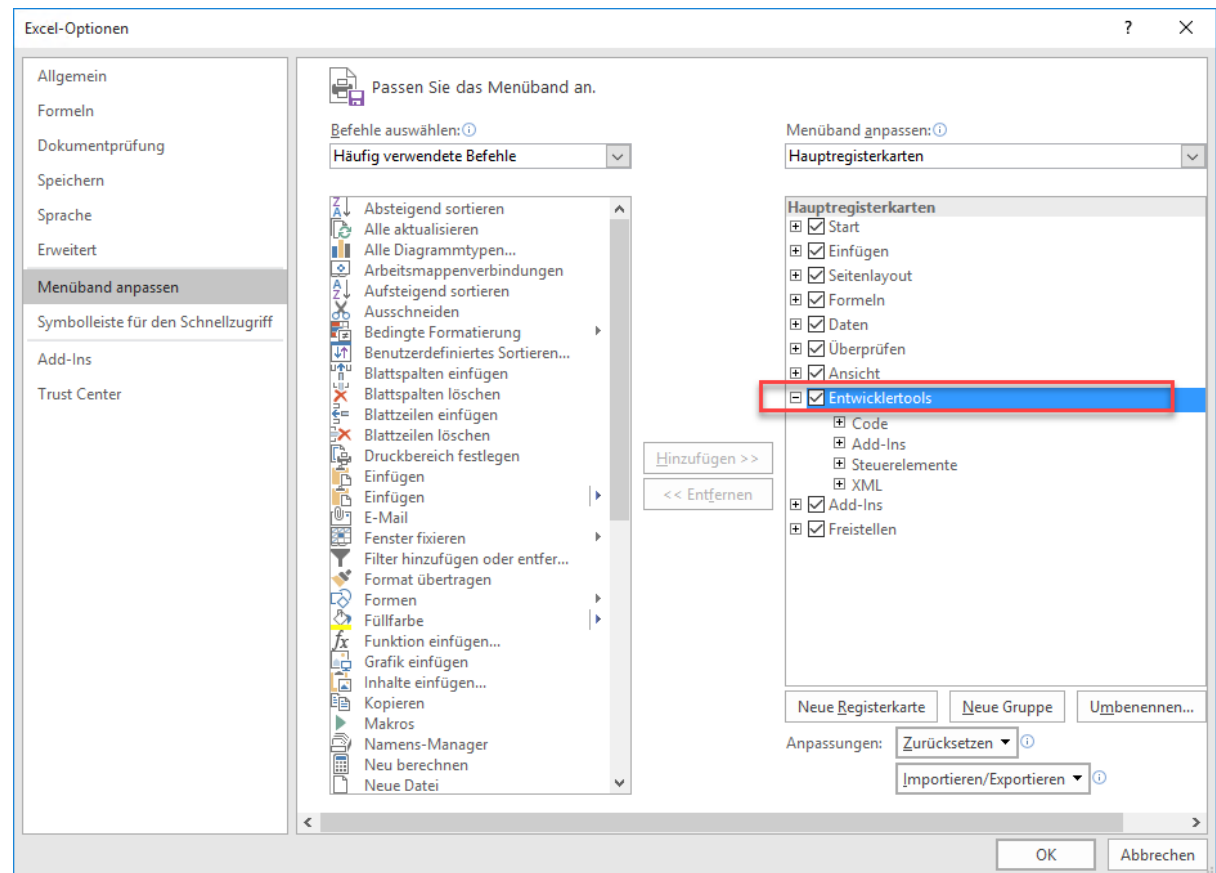 Excel-Optionen
?
Allgemein
Formeln
Dokumentprüfung
Speichern
Sprache
Erweitert
Menüband anpassen
Symbolleiste für den Schnellzugriff
Add-Ins
Trust Center
Passen Sie das Menüband an.
Befehle auswählen:
Häufig verwendete Befehle
Absteigend sortieren
Alle aktualisieren
Alle Diagrammtypen...
Arbeitsmappenverbindungen
Aufsteigend sortieren
Ausschneiden
Bedingte Formatierung
Benutzerdefiniertes Sortieren...
Blattspalten einfügen
Blattspalten löschen
Blattzeilen einfügen
Blattzeilen löschen
Druckbereich festlegen
Einfügen
Einfügen
E-Mail
Fenster fixieren
Filter hinzufügen oder entfer...
Format übertragen
Formen
Füllfarbe
Funktion einfügen...
Grafik einfügen
Inhalte einfügen...
Kopieren
Makros
Namens-Manager
Neu berechnen
Neue Datei
Hinzufügen >>
<< Entfernen
Menüband anpassen:
Hauptregisterkarten
Hauptregisterkarten
Start
Einfügen
Seitenlayout
Formeln
Daten
Überprüfen
Ansicht
Entwicklertools
Code
Add-Ins
Steuerelemente
XML
Add-Ins
Freistellen
Neue Registerkarte
Neue Gruppe
Umbenennen...
Anpassungen:
Zurücksetzen
Importieren/Exportieren
OK
Abbrechen